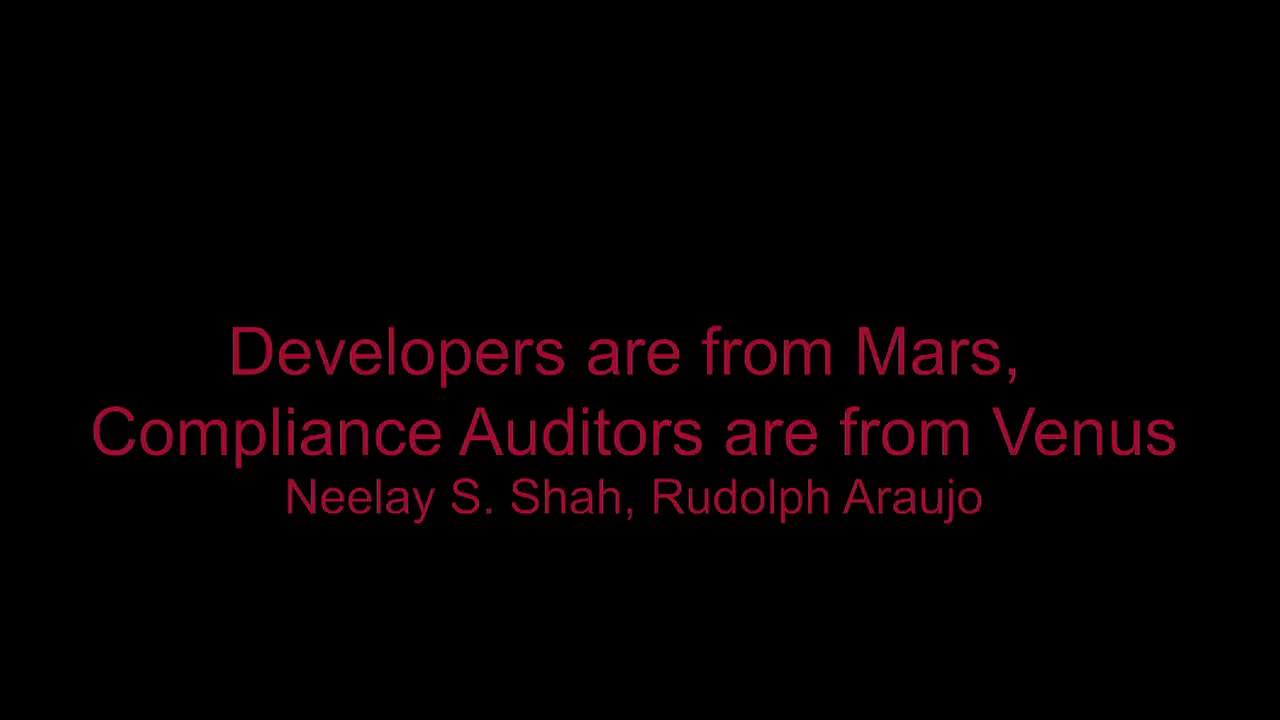 Developers are from Mars,
Compliance Auditors are from Venus
Neelay S. Shah, Rudolph Araujo